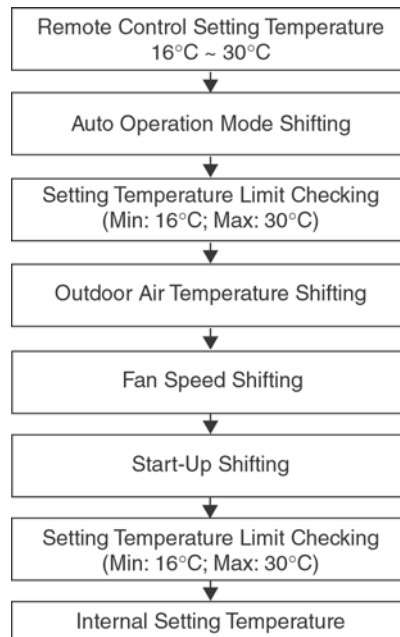 Remote Control Setting Temperature
16°C ~ 30°C
Auto Operation Mode Shifting
Setting Temperature Limit Checking
(Min: 16°C; Max: 30°C)
Outdoor Air Temperature Shifting
Fan Speed Shifting
Start-Up Shifting
Setting Temperature Limit Checking
(Min: 16°C; Max: 30°C)
Internal Setting Temperature